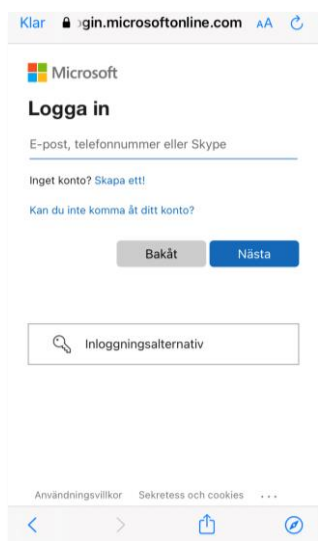 Klar gin.microsoftonline.com AA
Microsoft
Logga in
E-post, telefonnummer eller Skype
Inget konto? Skapa ett!
Kan du inte komma åt ditt konto?
Bakåt Nästa
Inloggningsalternativ
Användningsvillkor Sekretess och cookies ...